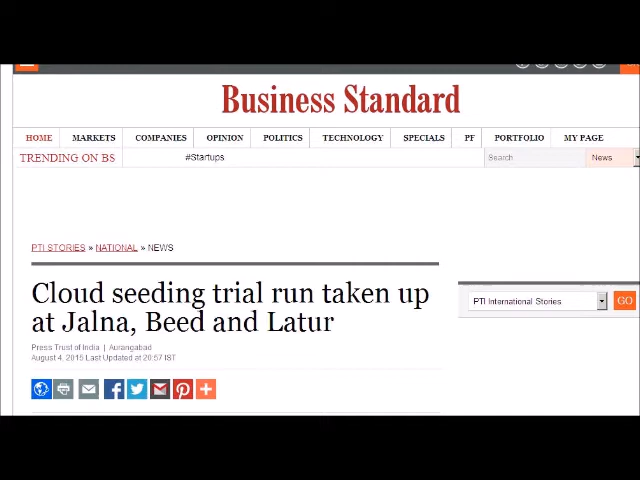 Business Standard
HOME MARKETS COMPANIES OPINION POLITICS TECHNOLOGY SPECIALS PF PORTFOLIO MY PAGE
TRENDING ON BS #Startups Search News
PTI STORIES » NATIONAL » NEWS
Cloud seeding trial run taken up
at Jalna, Beed and Latur
PTI International Stories GO
Press Trust of India | Aurangabad
August 4, 2015 Last Updated at 20:57 IST